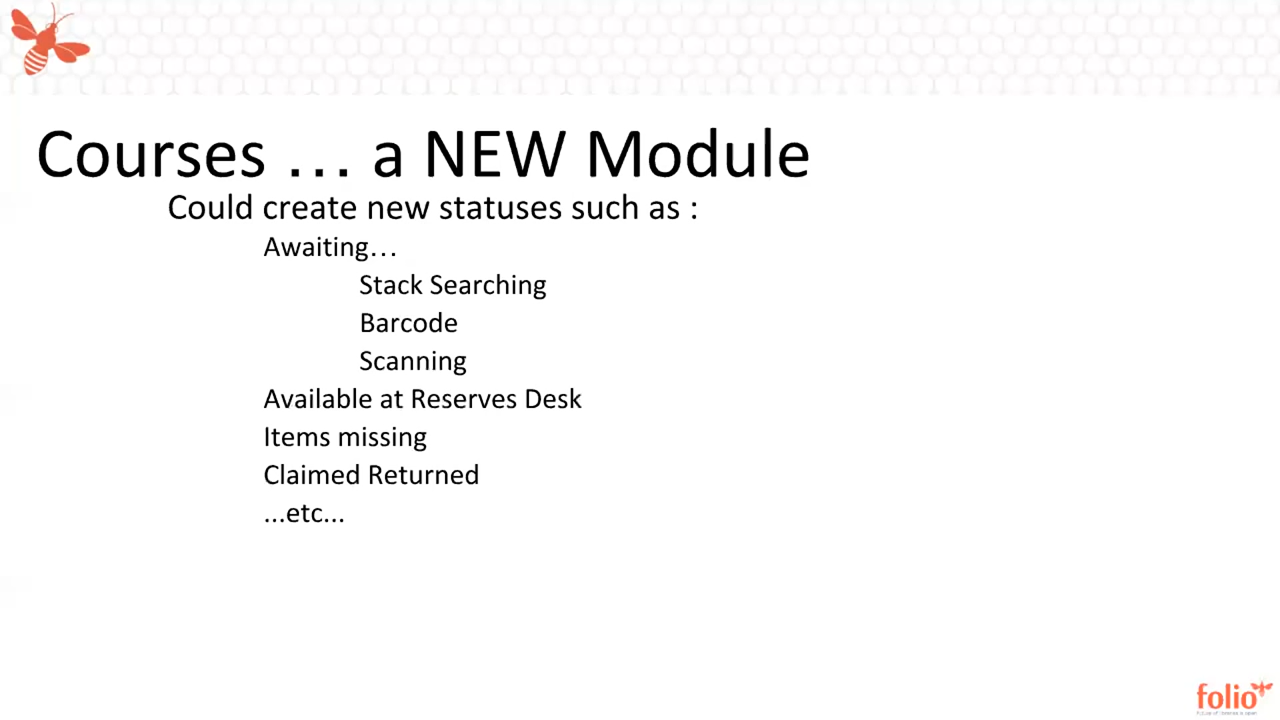 Courses … a NEW Module
Could create new statuses such as :
Awaiting…
Stack Searching
Barcode
Scanning
Available at Reserves Desk
Items missing
Claimed Returned
...etc...
folio